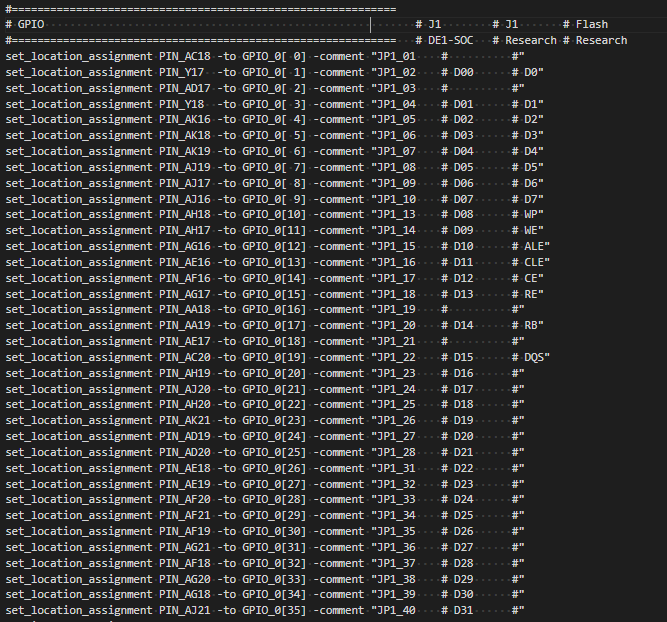 #============================================================
# GPIO # J1 # J1 # Flash
#============================================================ # DE1-SOC # Research # Research
set_location_assignment PIN_AC18 -to GPIO_0[ 0] -comment "JP1_01 # #"
set_location_assignment PIN_Y17 -to GPIO_0[ 1] -comment "JP1_02 # D00 # D0"
set_location_assignment PIN_AD17 -to GPIO_0[ 2] -comment "JP1_03 # #"
set_location_assignment PIN_Y18 -to GPIO_0[ 3] -comment "JP1_04 # D01 # D1"
set_location_assignment PIN_AK16 -to GPIO_0[ 4] -comment "JP1_05 # D02 # D2"
set_location_assignment PIN_AK18 -to GPIO_0[ 5] -comment "JP1_06 # D03 # D3"
set_location_assignment PIN_AK19 -to GPIO_0[ 6] -comment "JP1_07 # D04 # D4"
set_location_assignment PIN_AJ19 -to GPIO_0[ 7] -comment "JP1_08 # D05 # D5"
set_location_assignment PIN_AJ17 -to GPIO_0[ 8] -comment "JP1_09 # D06 # D6"
set_location_assignment PIN_AJ16 -to GPIO_0[ 9] -comment "JP1_10 # D07 # D7"
set_location_assignment PIN_AH18 -to GPIO_0[10] -comment "JP1_13 # D08 # WP"
set_location_assignment PIN_AH17 -to GPIO_0[11] -comment "JP1_14 # D09 # WE"
set_location_assignment PIN_AG16 -to GPIO_0[12] -comment "JP1_15 # D10 # ALE"
set_location_assignment PIN_AE16 -to GPIO_0[13] -comment "JP1_16 # D11 # CLE"
set_location_assignment PIN_AF16 -to GPIO_0[14] -comment "JP1_17 # D12 # CE"
set_location_assignment PIN_AG17 -to GPIO_0[15] -comment "JP1_18 # D13 # RE"
set_location_assignment PIN_AA18 -to GPIO_0[16] -comment "JP1_19 # #"
set_location_assignment PIN_AA19 -to GPIO_0[17] -comment "JP1_20 # D14 # RB"
set_location_assignment PIN_AE17 -to GPIO_0[18] -comment "JP1_21 # #"
set_location_assignment PIN_AC20 -to GPIO_0[19] -comment "JP1_22 # D15 # DQS"
set_location_assignment PIN_AH19 -to GPIO_0[20] -comment "JP1_23 # D16 #"
set_location_assignment PIN_AJ20 -to GPIO_0[21] -comment "JP1_24 # D17 #"
set_location_assignment PIN_AH20 -to GPIO_0[22] -comment "JP1_25 # D18 #"
set_location_assignment PIN_AK21 -to GPIO_0[23] -comment "JP1_26 # D19 #"
set_location_assignment PIN_AD19 -to GPIO_0[24] -comment "JP1_27 # D20 #"
set_location_assignment PIN_AD20 -to GPIO_0[25] -comment "JP1_28 # D21 #"
set_location_assignment PIN_AE18 -to GPIO_0[26] -comment "JP1_31 # D22 #"
set_location_assignment PIN_AE19 -to GPIO_0[27] -comment "JP1_32 # D23 #"
set_location_assignment PIN_AF20 -to GPIO_0[28] -comment "JP1_33 # D24 #"
set_location_assignment PIN_AF21 -to GPIO_0[29] -comment "JP1_34 # D25 #"
set_location_assignment PIN_AF19 -to GPIO_0[30] -comment "JP1_35 # D26 #"
set_location_assignment PIN_AG21 -to GPIO_0[31] -comment "JP1_36 # D27 #"
set_location_assignment PIN_AF18 -to GPIO_0[32] -comment "JP1_37 # D28 #"
set_location_assignment PIN_AG20 -to GPIO_0[33] -comment "JP1_38 # D29 #"
set_location_assignment PIN_AG18 -to GPIO_0[34] -comment "JP1_39 # D30 #"
set_location_assignment PIN_AJ21 -to GPIO_0[35] -comment "JP1_40 # D31 #"